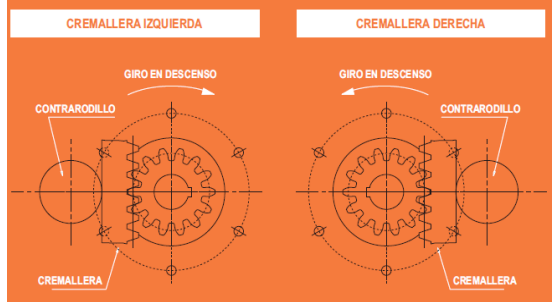 CREMALLERA IZQUIERDA
CREMALLERA DERECHA
GIRO EN DESCENSO
GIRO EN DESCENSO
CONTRARODILLO
CONTRARODILLO
CREMALLERA
CREMALLERA